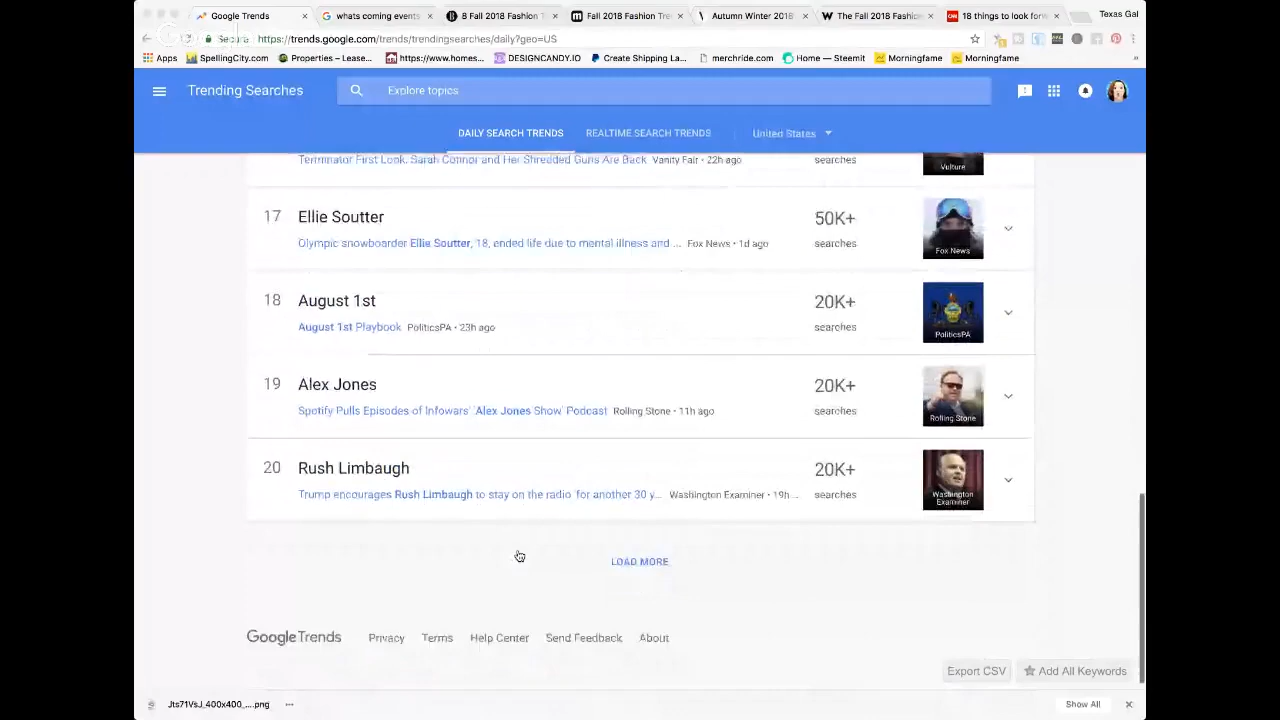 Google Trends
whats coming events
8 Fall 2018 Fashion T
Fall 2018 Fashion Tre
Autumn Winter 2018
The Fall 2018 Fashion
18 things to look forw
Texas Gal
Secure
https://trends.google.com/trends/trendingsearches/daily?geo=US
Apps
SpellingCity.com
Properties – Lease...
https://www.homes...
DESIGNCANDY.IO
Create Shipping La...
merchride.com
Home — Steemit
Morningfame
Morningfame
Trending Searches
Explore topics
DAILY SEARCH TRENDS
REALTIME SEARCH TRENDS
United States
Terminator First Look, Sarah Connor and Her Shredded Guns Are Back Vanity Fair • 22h ago
searches
Vulture
17
Ellie Soutter
50K+
Olympic snowboarder Ellie Soutter, 18, ended life due to mental illness and ... Fox News • 1d ago
searches
Fox News
18
August 1st
20K+
August 1st Playbook PoliticsPA • 23h ago
searches
PoliticsPA
19
Alex Jones
20K+
Spotify Pulls Episodes of Infowars' 'Alex Jones Show' Podcast Rolling Stone • 11h ago
searches
Rolling Stone
20
Rush Limbaugh
20K+
Trump encourages Rush Limbaugh to stay on the radio 'for another 30 y... Washington Examiner • 19h ...
searches
Washington
Examiner
LOAD MORE
Google Trends
Privacy
Terms
Help Center
Send Feedback
About
Export CSV
Add All Keywords
Jts71VsJ_400x400_....png
Show All